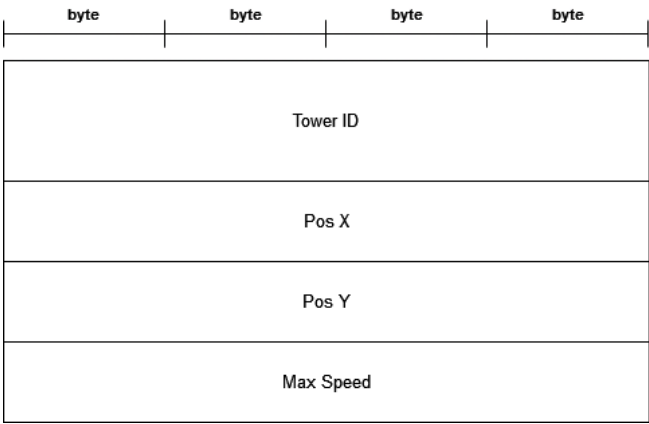 byte byte byte byte
Tower ID
Pos X
Pos Y
Max Speed